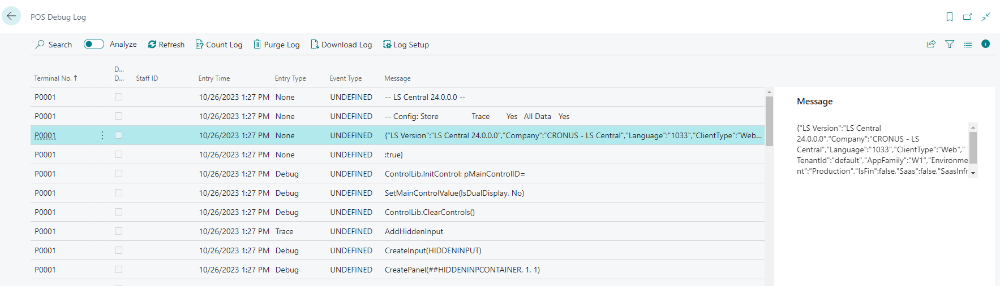 POS Debug Log
Search Analyze Refresh Count Log Purge Log Download Log Log Setup
D...
Terminal No. ↑ D... Staff ID Entry Time Entry Type Event Type Message
P0001 10/26/2023 1:27 PM None UNDEFINED -- LS Central 24.0.0.0 --
P0001 10/26/2023 1:27 PM None UNDEFINED -- Config: Store Trace Yes All Data Yes
P0001 10/26/2023 1:27 PM None UNDEFINED {"LS Version":"LS Central 24.0.0.0","Company":"CRONUS - LS Central","Language":"1033","ClientType":"Web...
P0001 10/26/2023 1:27 PM None UNDEFINED :true}
P0001 10/26/2023 1:27 PM Debug UNDEFINED ControlLib.InitControl: pMainControlID=
P0001 10/26/2023 1:27 PM Debug UNDEFINED SetMainControlValue(IsDualDisplay, No)
P0001 10/26/2023 1:27 PM Debug UNDEFINED ControlLib.ClearControls()
P0001 10/26/2023 1:27 PM Trace UNDEFINED AddHiddenInput
P0001 10/26/2023 1:27 PM Debug UNDEFINED CreateInput(HIDDENINPUT)
P0001 10/26/2023 1:27 PM Debug UNDEFINED CreatePanel(##HIDDENINPCONTAINER, 1, 1)
Message
{"LS Version":"LS Central
24.0.0.0","Company":"CRONUS - LS
Central","Language":"1033","ClientType":"Web","
TenantId":"default","AppFamily":"W1","Environme
nt":"Production","IsFin":false,"Saas":false,"SaasInfr